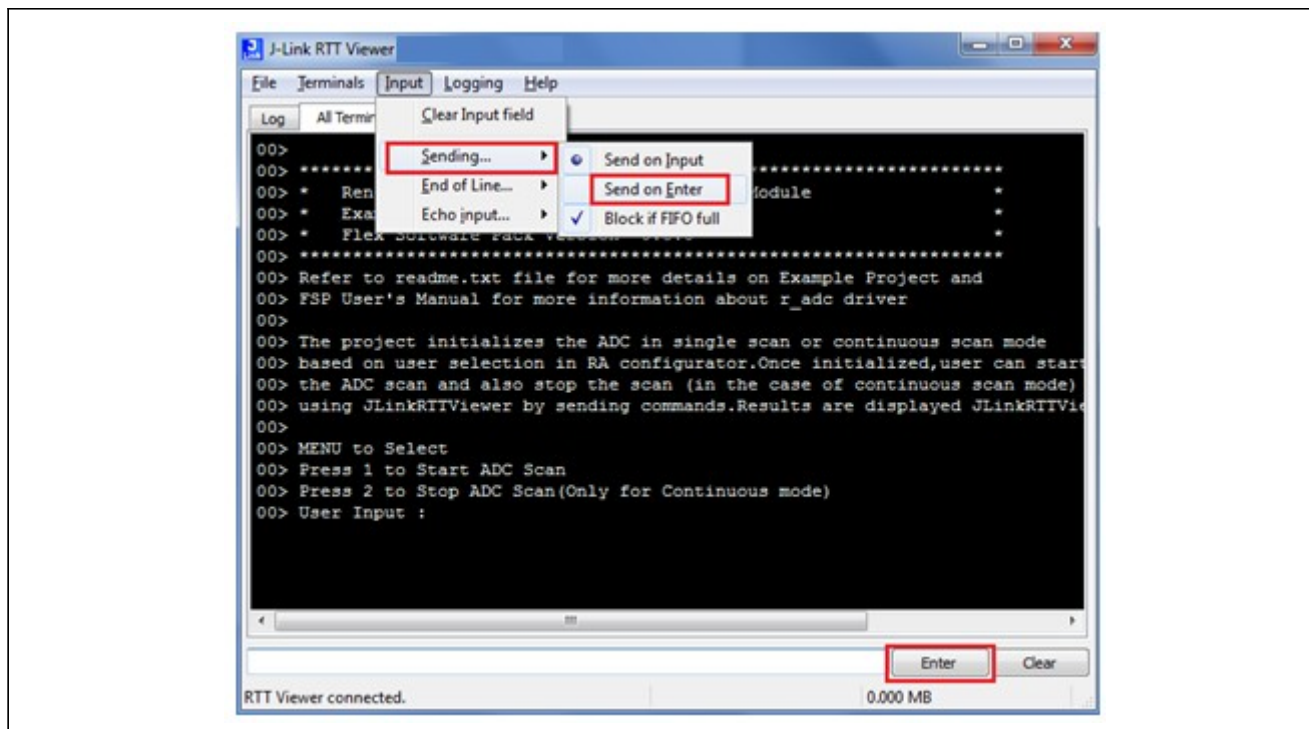 J-Link RTT Viewer
File Terminals Input Logging Help
Log All Termin
Clear Input field
Sending...
End of Line...
Echo input...
Send on Input
Send on Enter
Block if FIFO full
00>
00> *******
00> * Ren Module *
00> * Exa *
00> * Flex Software Pack Version *
00> ******************************************************************
00> Refer to readme.txt file for more details on Example Project and
00> FSP User's Manual for more information about r_adc driver
00>
00> The project initializes the ADC in single scan or continuous scan mode
00> based on user selection in RA configurator.Once initialized,user can start
00> the ADC scan and also stop the scan (in the case of continuous scan mode)
00> using JLinkRTTViewer by sending commands.Results are displayed JLinkRTTVie
00>
00> MENU to Select
00> Press 1 to Start ADC Scan
00> Press 2 to Stop ADC Scan(Only for Continuous mode)
00> User Input :
Enter Clear
RTT Viewer connected. 0.000 MB